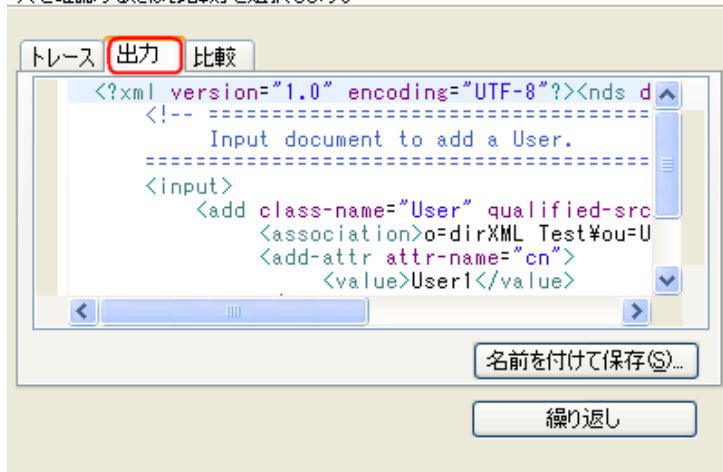 トレース 出力 比較
<?xml version="1.0" encoding="UTF-8"?><nds d
<!-- ========================================
Input document to add a User.
==============================================
<input>
<add class-name="User" qualified-src
<association>o=dirXML Test¥ou=U
<add-attr attr-name="cn">
<value>User1</value>
名前を付けて保存(S)...
繰り返し